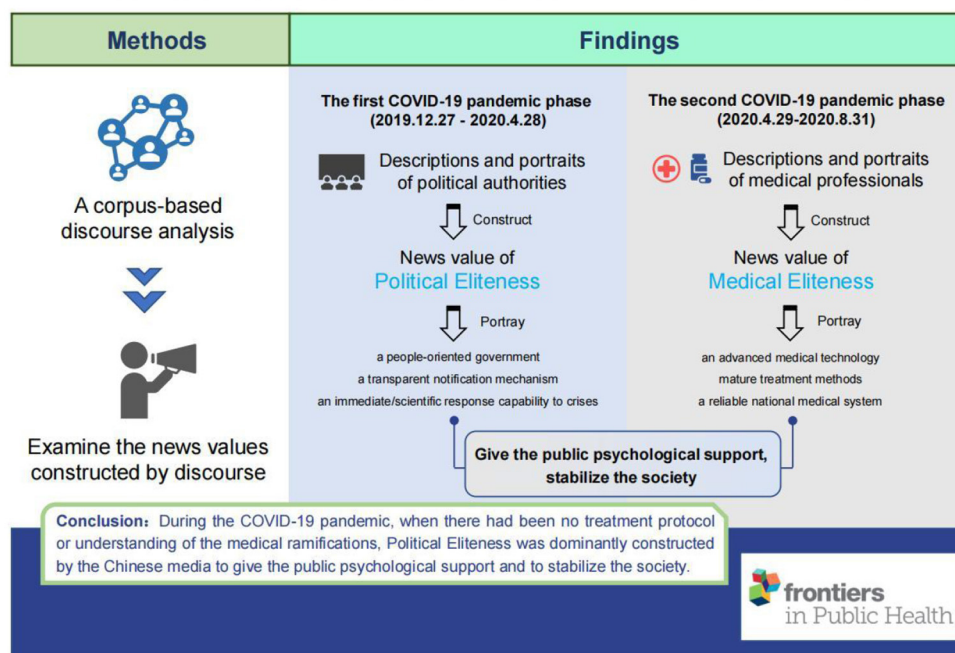 Methods
Findings
A corpus-based
discourse analysis
Examine the news values
constructed by discourse
The first COVID-19 pandemic phase
(2019.12.27 - 2020.4.28)
Descriptions and portraits
of political authorities
Construct
News value of
Political Eliteness
Portray
a people-oriented government
a transparent notification mechanism
an immediate/scientific response capability to crises
The second COVID-19 pandemic phase
(2020.4.29-2020.8.31)
Descriptions and portraits
of medical professionals
Construct
News value of
Medical Eliteness
Portray
an advanced medical technology
mature treatment methods
a reliable national medical system
Give the public psychological support,
stabilize the society
Conclusion: During the COVID-19 pandemic, when there had been no treatment protocol
or understanding of the medical ramifications, Political Eliteness was dominantly constructed
by the Chinese media to give the public psychological support and to stabilize the society.
frontiers
in Public Health